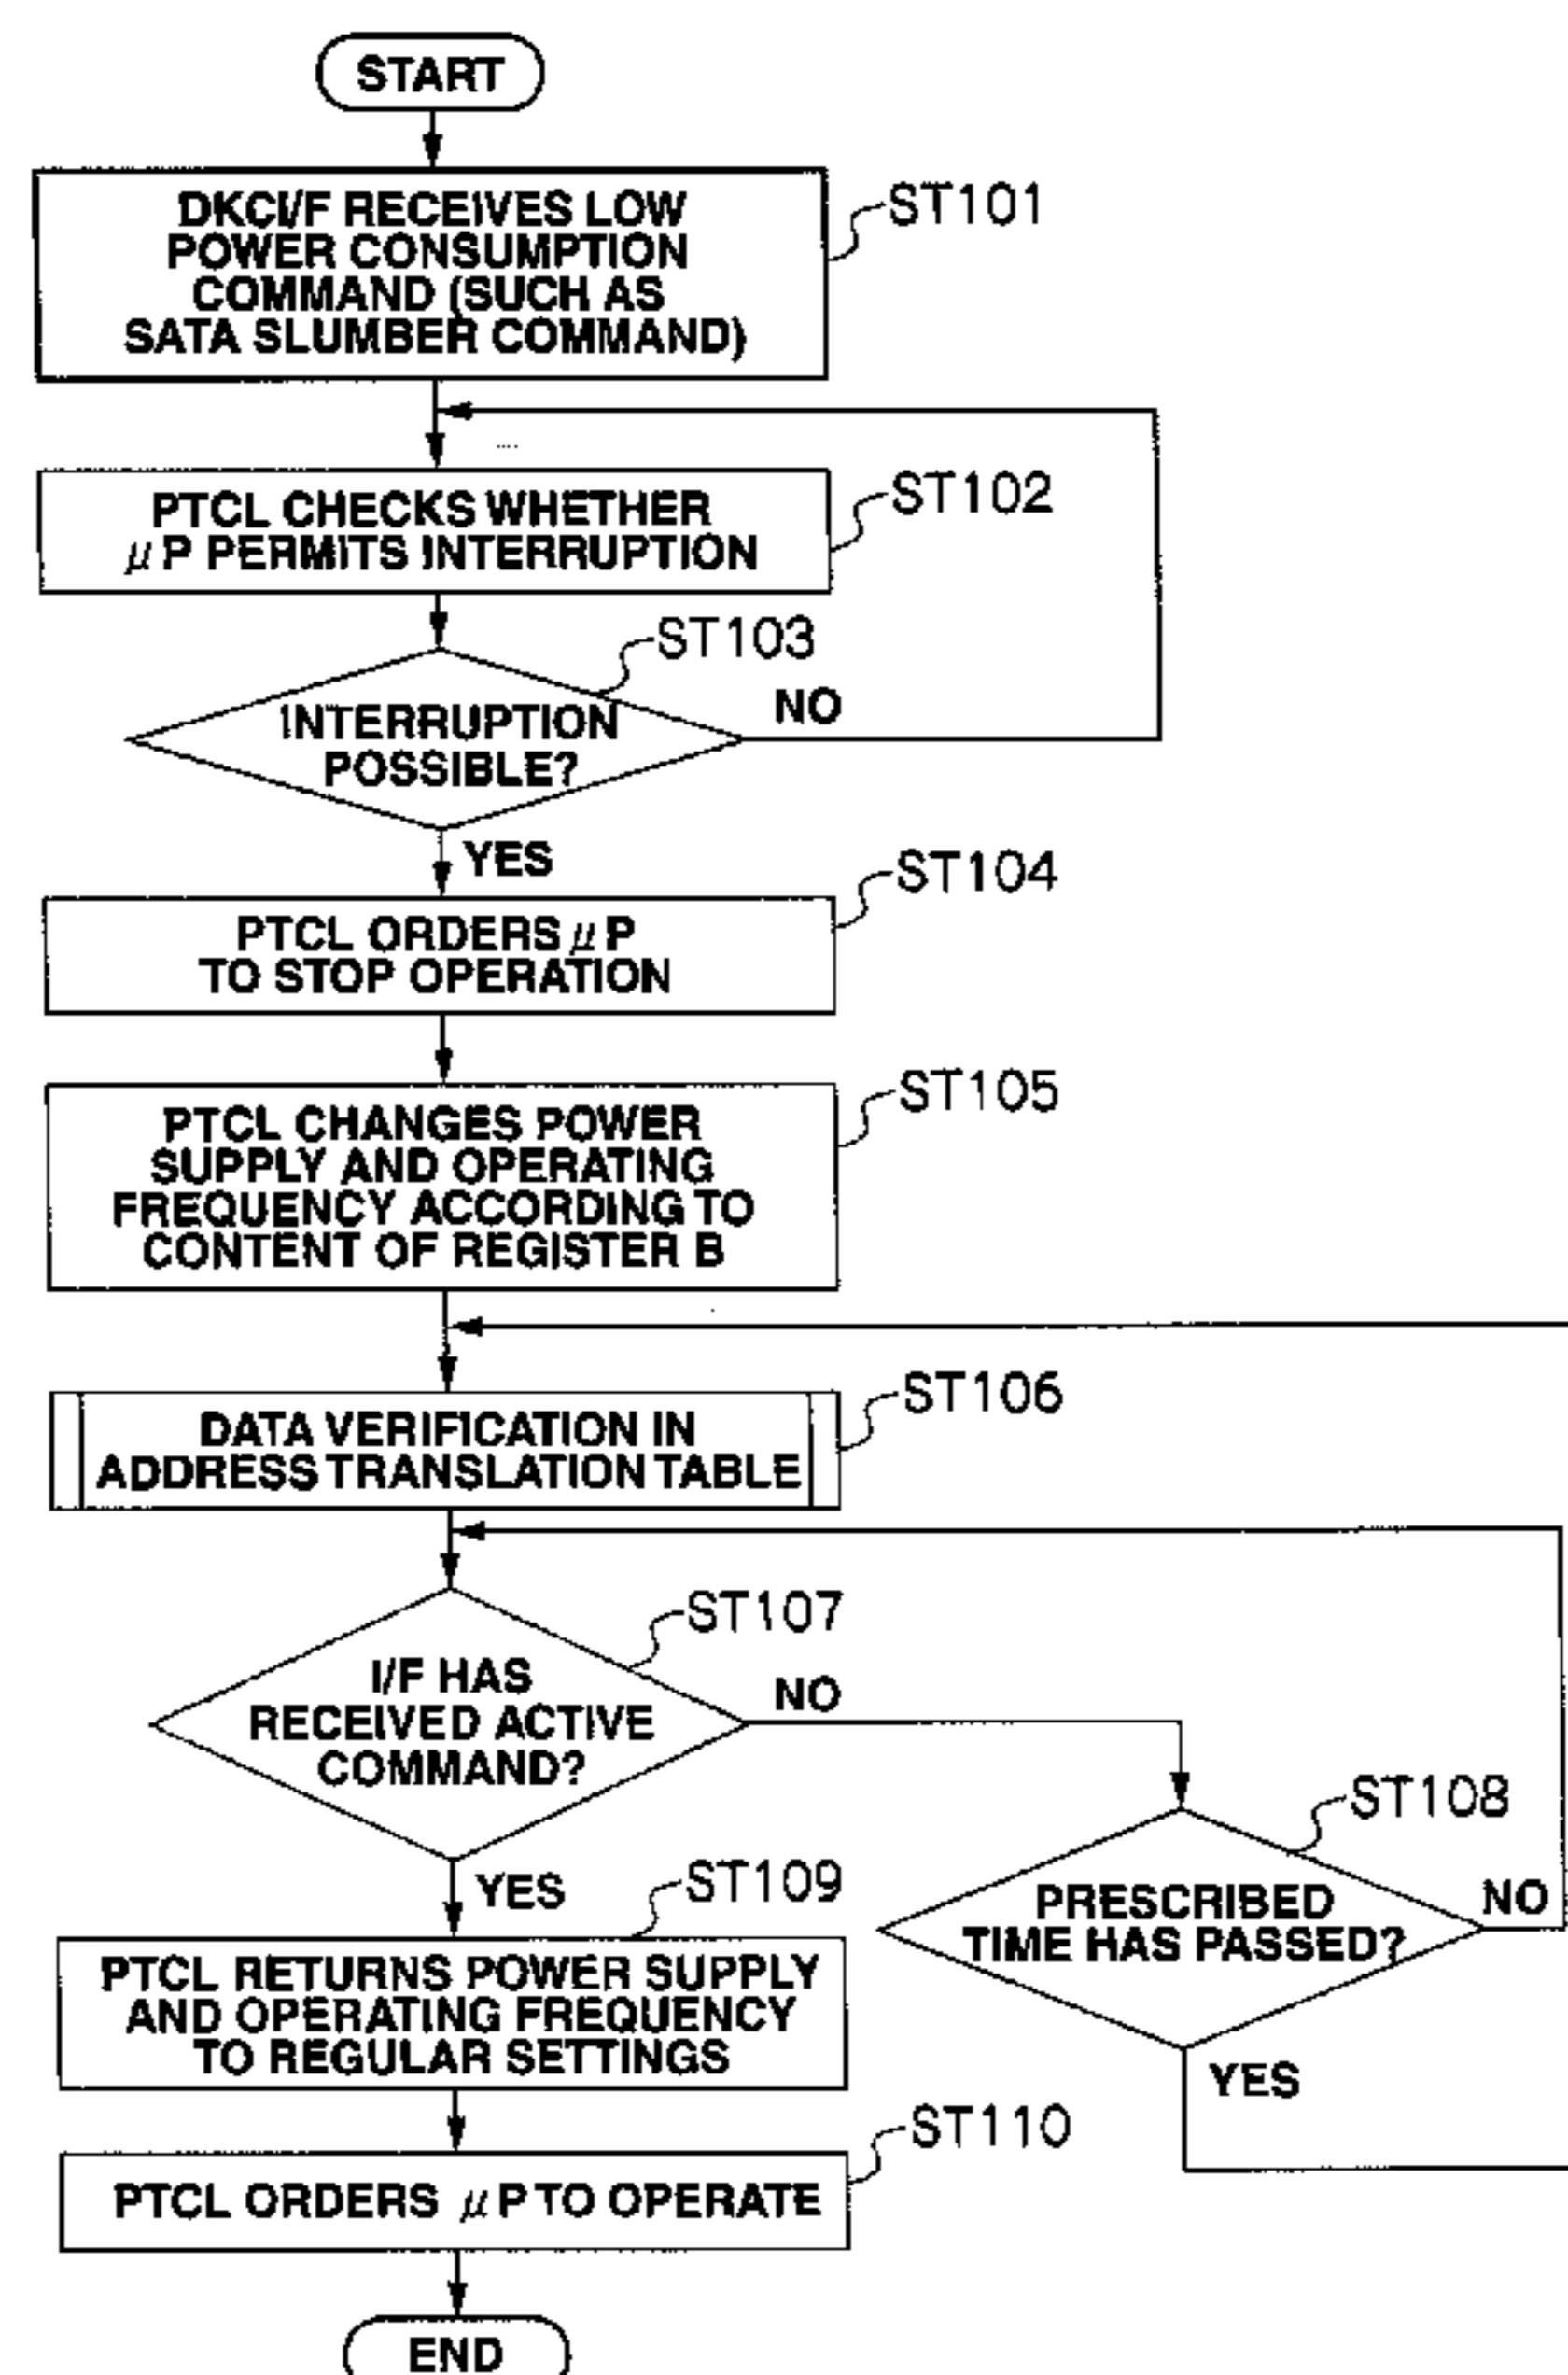 START
DKCI/F RECEIVES LOW
POWER CONSUMPTION
COMMAND (SUCH AS
SATA SLUMBER COMMAND)
ST101
PTCL CHECKS WHETHER
μP PERMITS INTERRUPTION
ST102
ST103
INTERRUPTION
POSSIBLE?
NO
YES
PTCL ORDERS μP
TO STOP OPERATION
ST104
PTCL CHANGES POWER
SUPPLY AND OPERATING
FREQUENCY ACCORDING TO
CONTENT OF REGISTER B
ST105
DATA VERIFICATION IN
ADDRESS TRANSLATION TABLE
ST106
ST107
I/F HAS
RECEIVED ACTIVE
COMMAND?
NO
YES
ST108
PRESCRIBED
TIME HAS PASSED?
NO
YES
ST109
PTCL RETURNS POWER SUPPLY
AND OPERATING FREQUENCY
TO REGULAR SETTINGS
PTCL ORDERS μP TO OPERATE
ST110
END